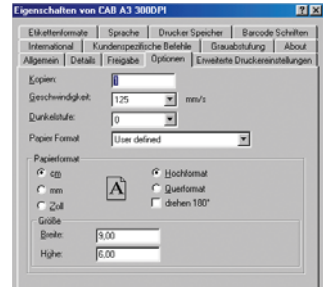 Eigenschaften von CAB A3 300DPI
Etikettenformate Sprache Drucker Speicher Barcode Schriften
International Kundenspezifische Befehle Grauabstufung About
Allgemein Details Freigabe Optionen Erweiterte Druckereinstellungen
Kopien: 1
Geschwindigkeit: 125 mm/s
Dunkelstufe: 0
Papier Format User defined
Papierformat
cm Hochformat
mm A Querformat
Zoll drehen 180°
Größe
Breite: 9,00
Höhe: 6,00